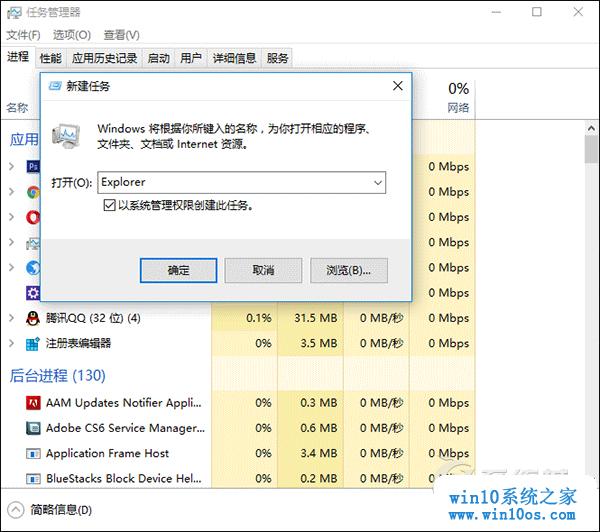 任务管理器
文件(F) 选项(O) 查看(V)
进程 性能 应用历史记录 启动 用户 详细信息 服务
新建任务
0%
名称
网络
Windows 将根据你所键入的名称，为你打开相应的程序、
文件夹、文档或 Internet 资源。
打开(O): Explorer
以系统管理权限创建此任务。
确定 取消 浏览(B)...
应用
Ps 0 Mbps
0 Mbps
0 Mbps
0 Mbps
0 Mbps
0 Mbps
腾讯QQ (32 位) (4) 0.1% 31.5 MB 0 MB/秒 0 Mbps
注册表编辑器 0% 3.5 MB 0 MB/秒 0 Mbps
后台进程 (130)
AAM Updates Notifier Appli... 0% 0.3 MB 0 MB/秒 0 Mbps
Adobe CS6 Service Manager... 0% 0.6 MB 0 MB/秒 0 Mbps
Application Frame Host 0% 3.4 MB 0 MB/秒 0 Mbps
BlueStacks Block Device Hel... 0% 0.2 MB 0 MB/秒
简略信息(D)
win10系统之家
www.win10os.com